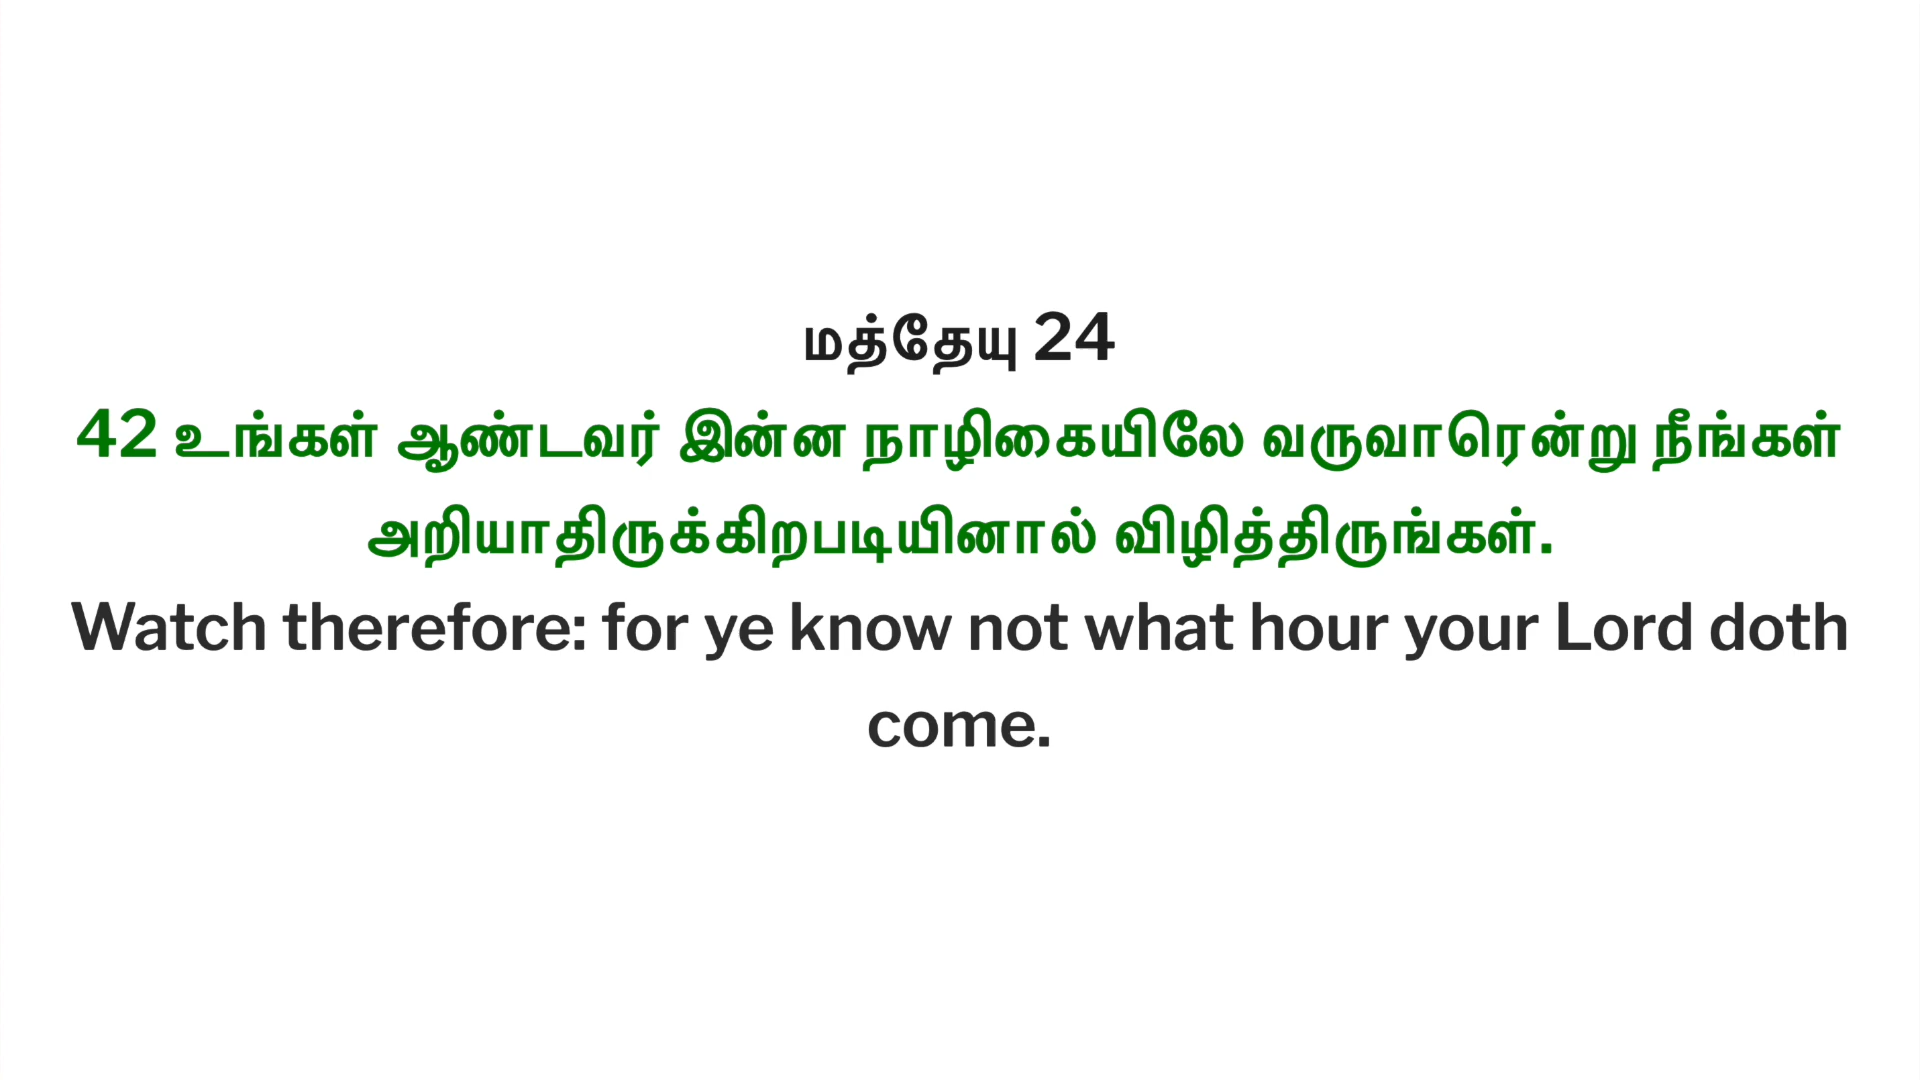 மத்தேயு 24
42 உங்கள் ஆண்டவர் இன்ன நாழிகையிலே வருவாரென்று நீங்கள்
அறியாதிருக்கிறபடியினால் விழித்திருங்கள்.
Watch therefore: for ye know not what hour your Lord doth
come.